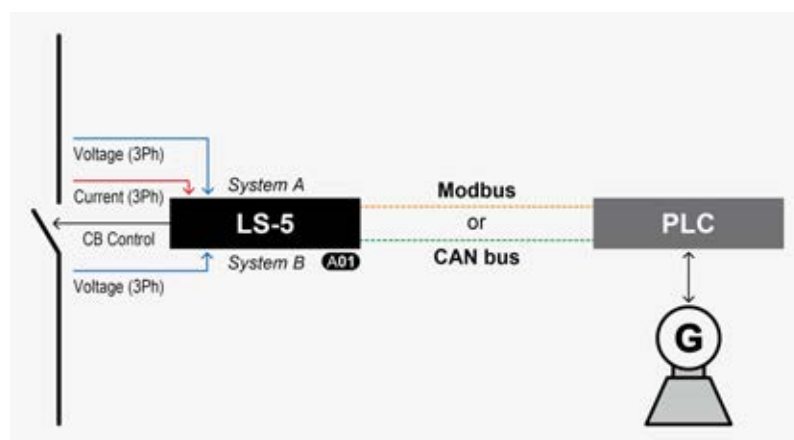 Voltage (3Ph)
Current (3Ph)
CB Control
Voltage (3Ph)
System A
LS-5
System B A01
Modbus
or
CAN bus
PLC
G